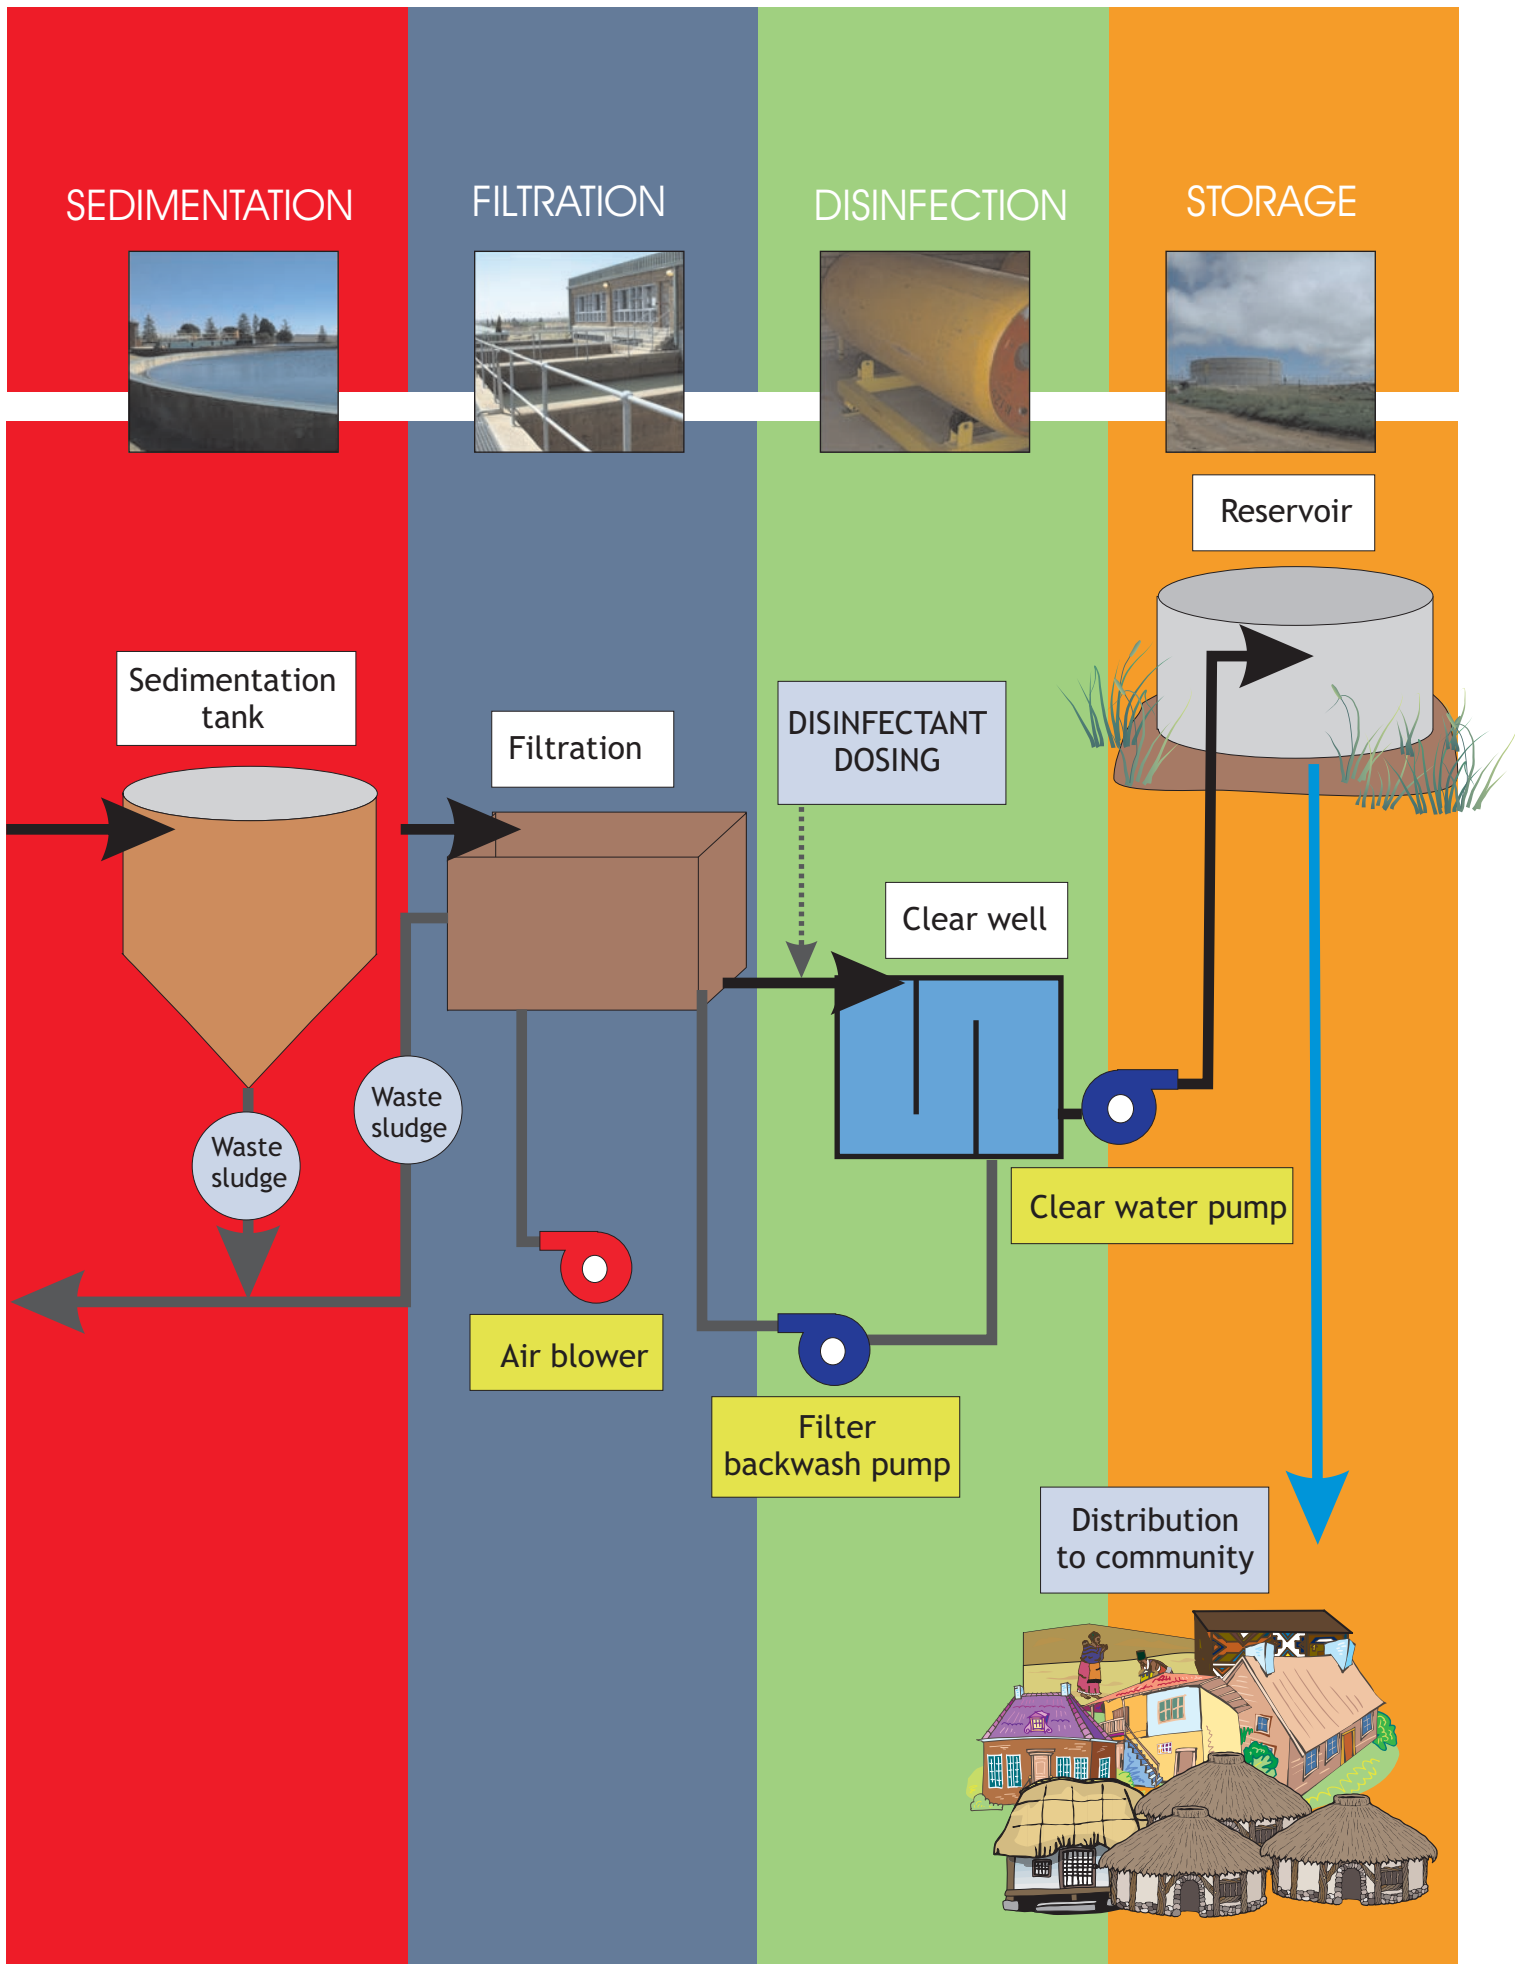 SEDIMENTATION
FILTRATION
DISINFECTION
STORAGE
Reservoir
Sedimentation
tank
Filtration
DISINFECTANT
DOSING
Clear well
Waste
sludge
Waste
sludge
Clear water pump
Air blower
Filter
backwash pump
Distribution
to community